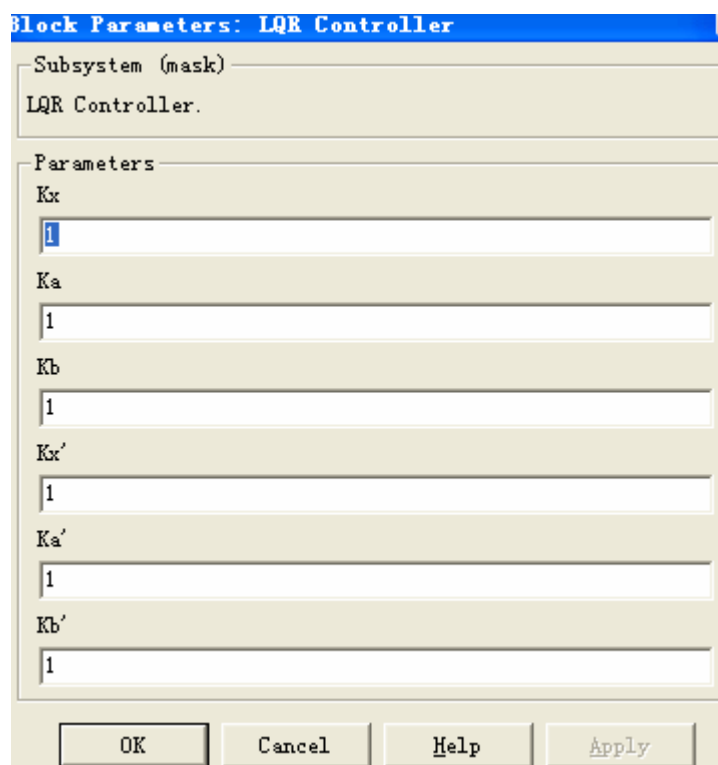 Block Parameters: LQR Controller
Subsystem (mask)
LQR Controller.
Parameters
Kx
1
Ka
1
Kb
1
Kx'
1
Ka'
1
Kb'
1
OK Cancel Help Apply